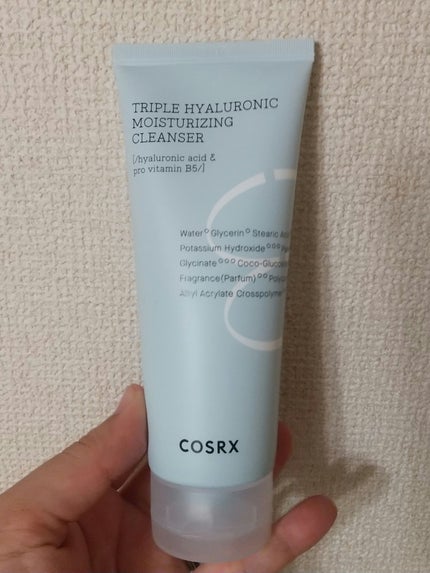 TRIPLE HYALURONIC
MOISTURIZING
CLEANSER
[/hyaluronic acid &
pro vitamin B5/]
Water° Glycerin° Stearic Acid
Potassium Hydroxide°°°
Glycinate°°° Coco-Glucoside
Fragrance(Parfum)°°
Allyl Acrylate Crosspolyme
COSRX